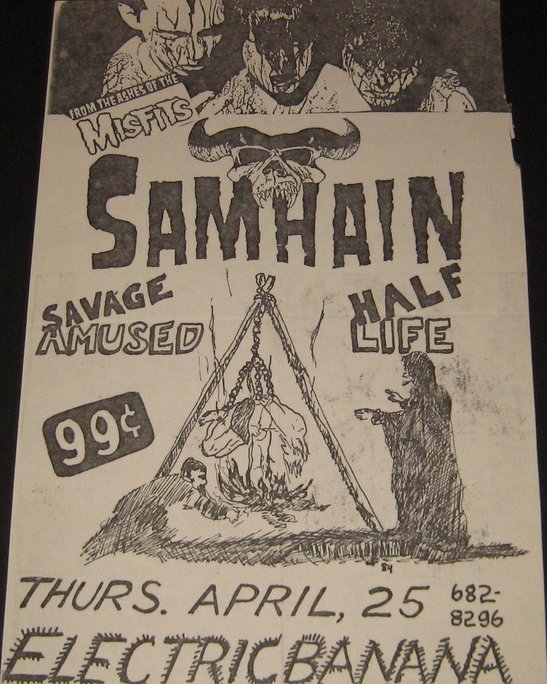 FROM THE ASHES OF THE
MISFITS
SAMHAIN
SAVAGE
AMUSED
HALF
LIFE
99¢
84
THURS. APRIL, 25
682-
8296
ELECTRICBANANA